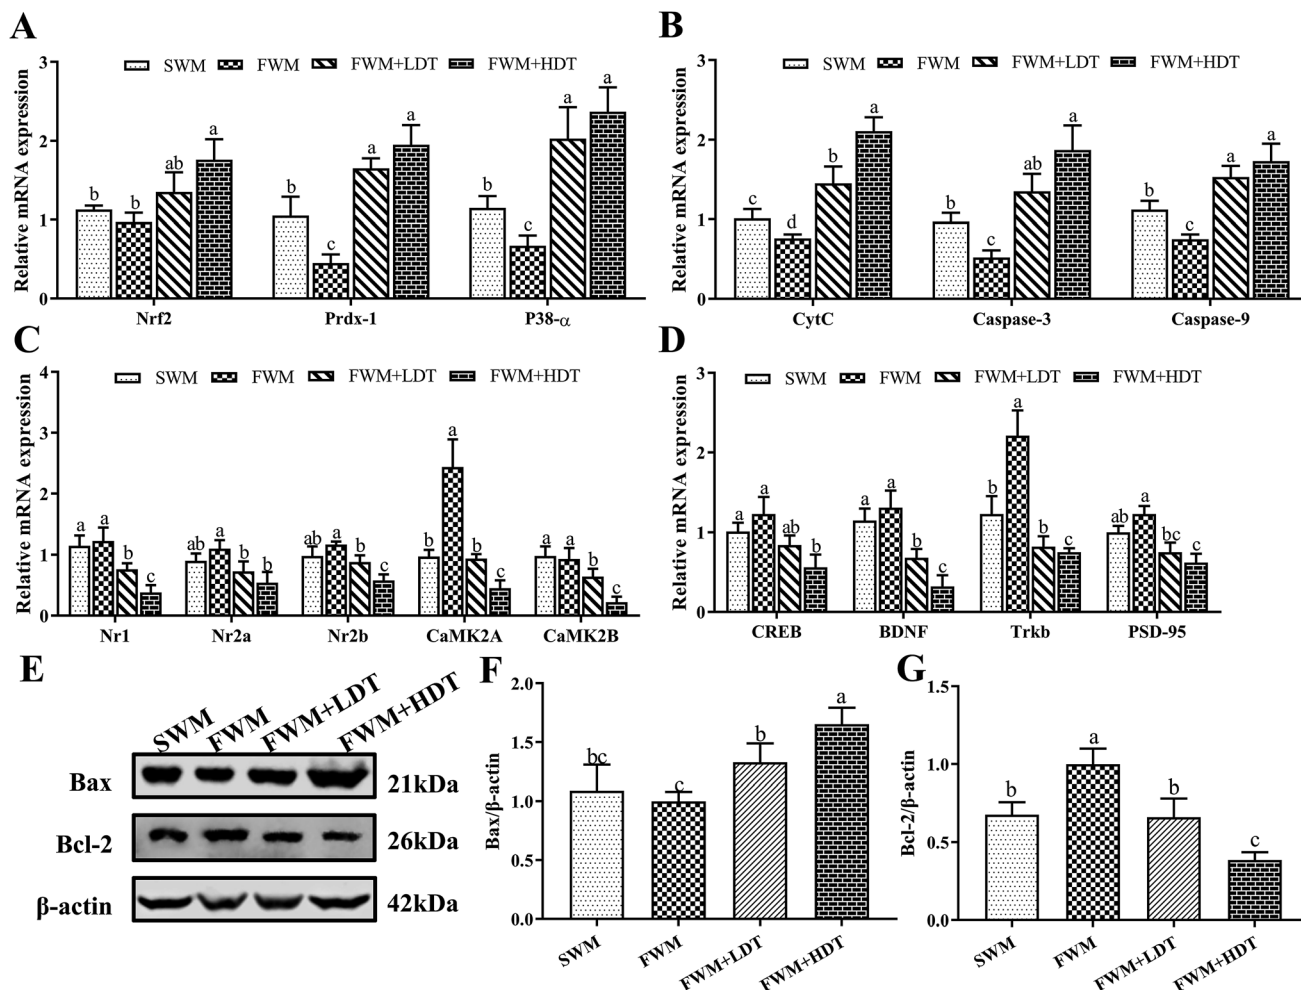 A
SWM FWM FWM+LDT FWM+HDT
Relative mRNA expression
3
2
1
0
b b ab a
b c a a
b c a a
Nrf2 Prdx-1 P38-α
B
SWM FWM FWM+LDT FWM+HDT
Relative mRNA expression
3
2
1
0
c d b a
b c ab a
b c a a
CytC Caspase-3 Caspase-9
C
SWM FWM FWM+LDT FWM+HDT
Relative mRNA expression
4
3
2
1
0
a a b c
ab a b b
ab a b c
b a b c
a a b c
Nr1 Nr2a Nr2b CaMK2A CaMK2B
D
SWM FWM FWM+LDT FWM+HDT
Relative mRNA expression
3
2
1
0
a a ab b
a a b c
b a b b
ab a bc c
CREB BDNF Trkb PSD-95
E
SWM FWM FWM+LDT FWM+HDT
Bax 21kDa
Bcl-2 26kDa
β-actin 42kDa
F
Bax/β-actin
2.0
1.5
1.0
0.5
0.0
bc c b a
SWM FWM FWM+LDT FWM+HDT
G
Bcl-2/β-actin
1.5
1.0
0.5
0.0
b a b c
SWM FWM FWM+LDT FWM+HDT